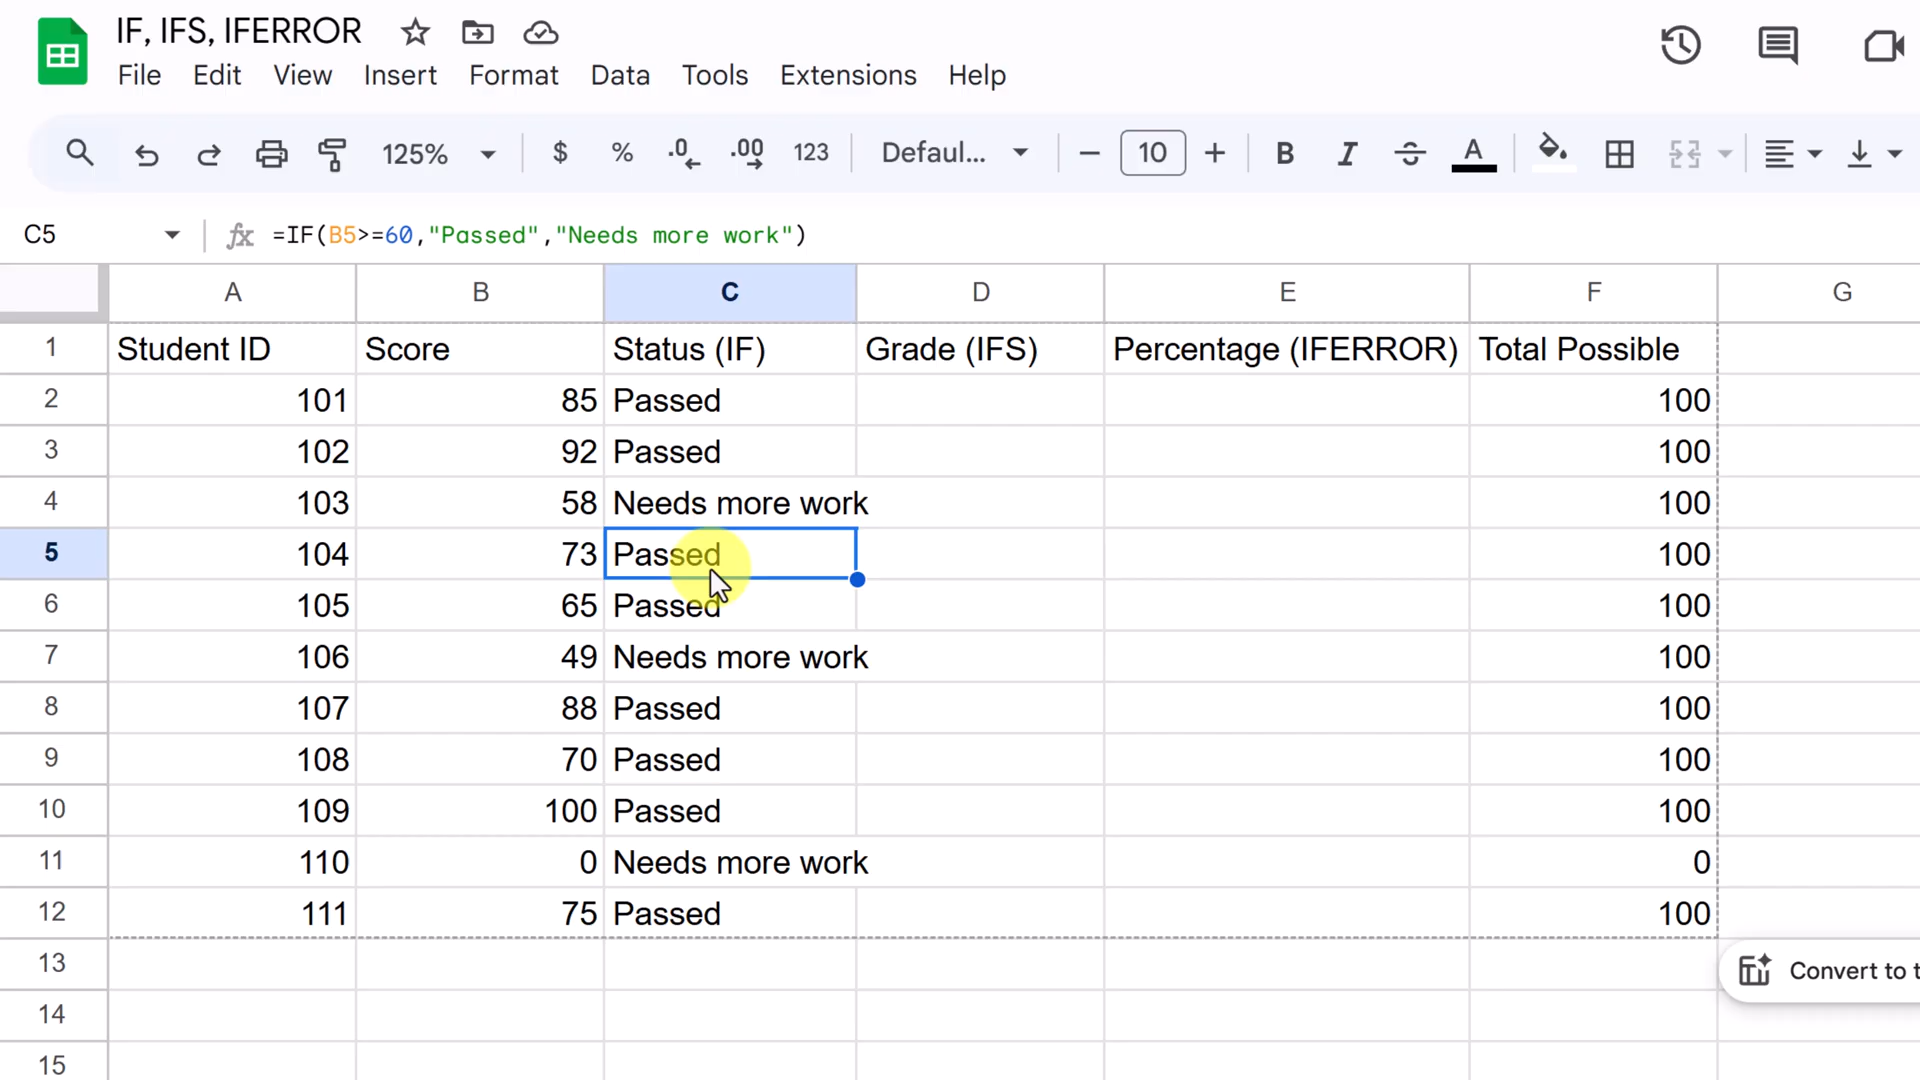 IF, IFS, IFERROR
File Edit View Insert Format Data Tools Extensions Help
125% $ % .0 .00 123 Defaul... 10 B I S A
C5 fx =IF(B5>=60,"Passed","Needs more work")
A B C D E F G
1 Student ID Score Status (IF) Grade (IFS) Percentage (IFERROR) Total Possible
2 101 85 Passed 100
3 102 92 Passed 100
4 103 58 Needs more work 100
5 104 73 Passed 100
6 105 65 Passed 100
7 106 49 Needs more work 100
8 107 88 Passed 100
9 108 70 Passed 100
10 109 100 Passed 100
11 110 0 Needs more work 0
12 111 75 Passed 100
13 Convert to t
14
15